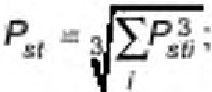 P_st = ∛(∑_i P_sti^3);